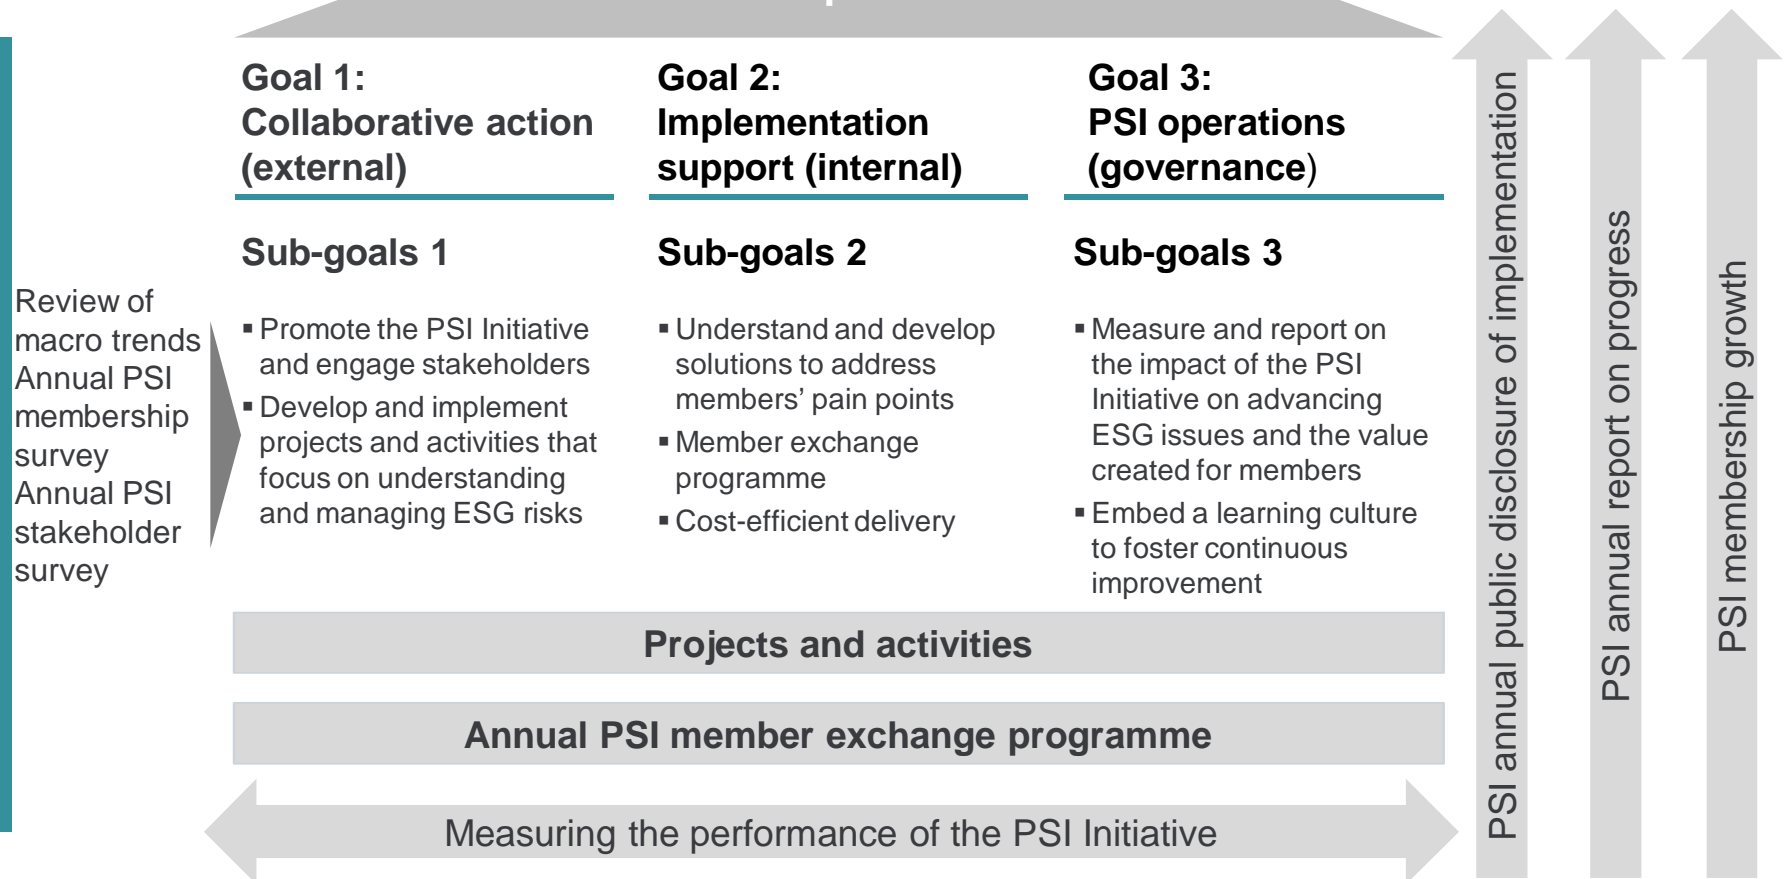 Goal 1:
Collaborative action
(external)
Goal 2:
Implementation
support (internal)
Goal 3:
PSI operations
(governance)
Sub-goals 1
Sub-goals 2
Sub-goals 3
Review of
macro trends
Annual PSI
membership
survey
Annual PSI
stakeholder
survey
▪ Promote the PSI Initiative
and engage stakeholders
▪ Develop and implement
projects and activities that
focus on understanding
and managing ESG risks
▪ Understand and develop
solutions to address
members’ pain points
▪ Member exchange
programme
▪ Cost-efficient delivery
▪ Measure and report on
the impact of the PSI
Initiative on advancing
ESG issues and the value
created for members
▪ Embed a learning culture
to foster continuous
improvement
Projects and activities
Annual PSI member exchange programme
Measuring the performance of the PSI Initiative
PSI annual public disclosure of implementation
PSI annual report on progress
PSI membership growth